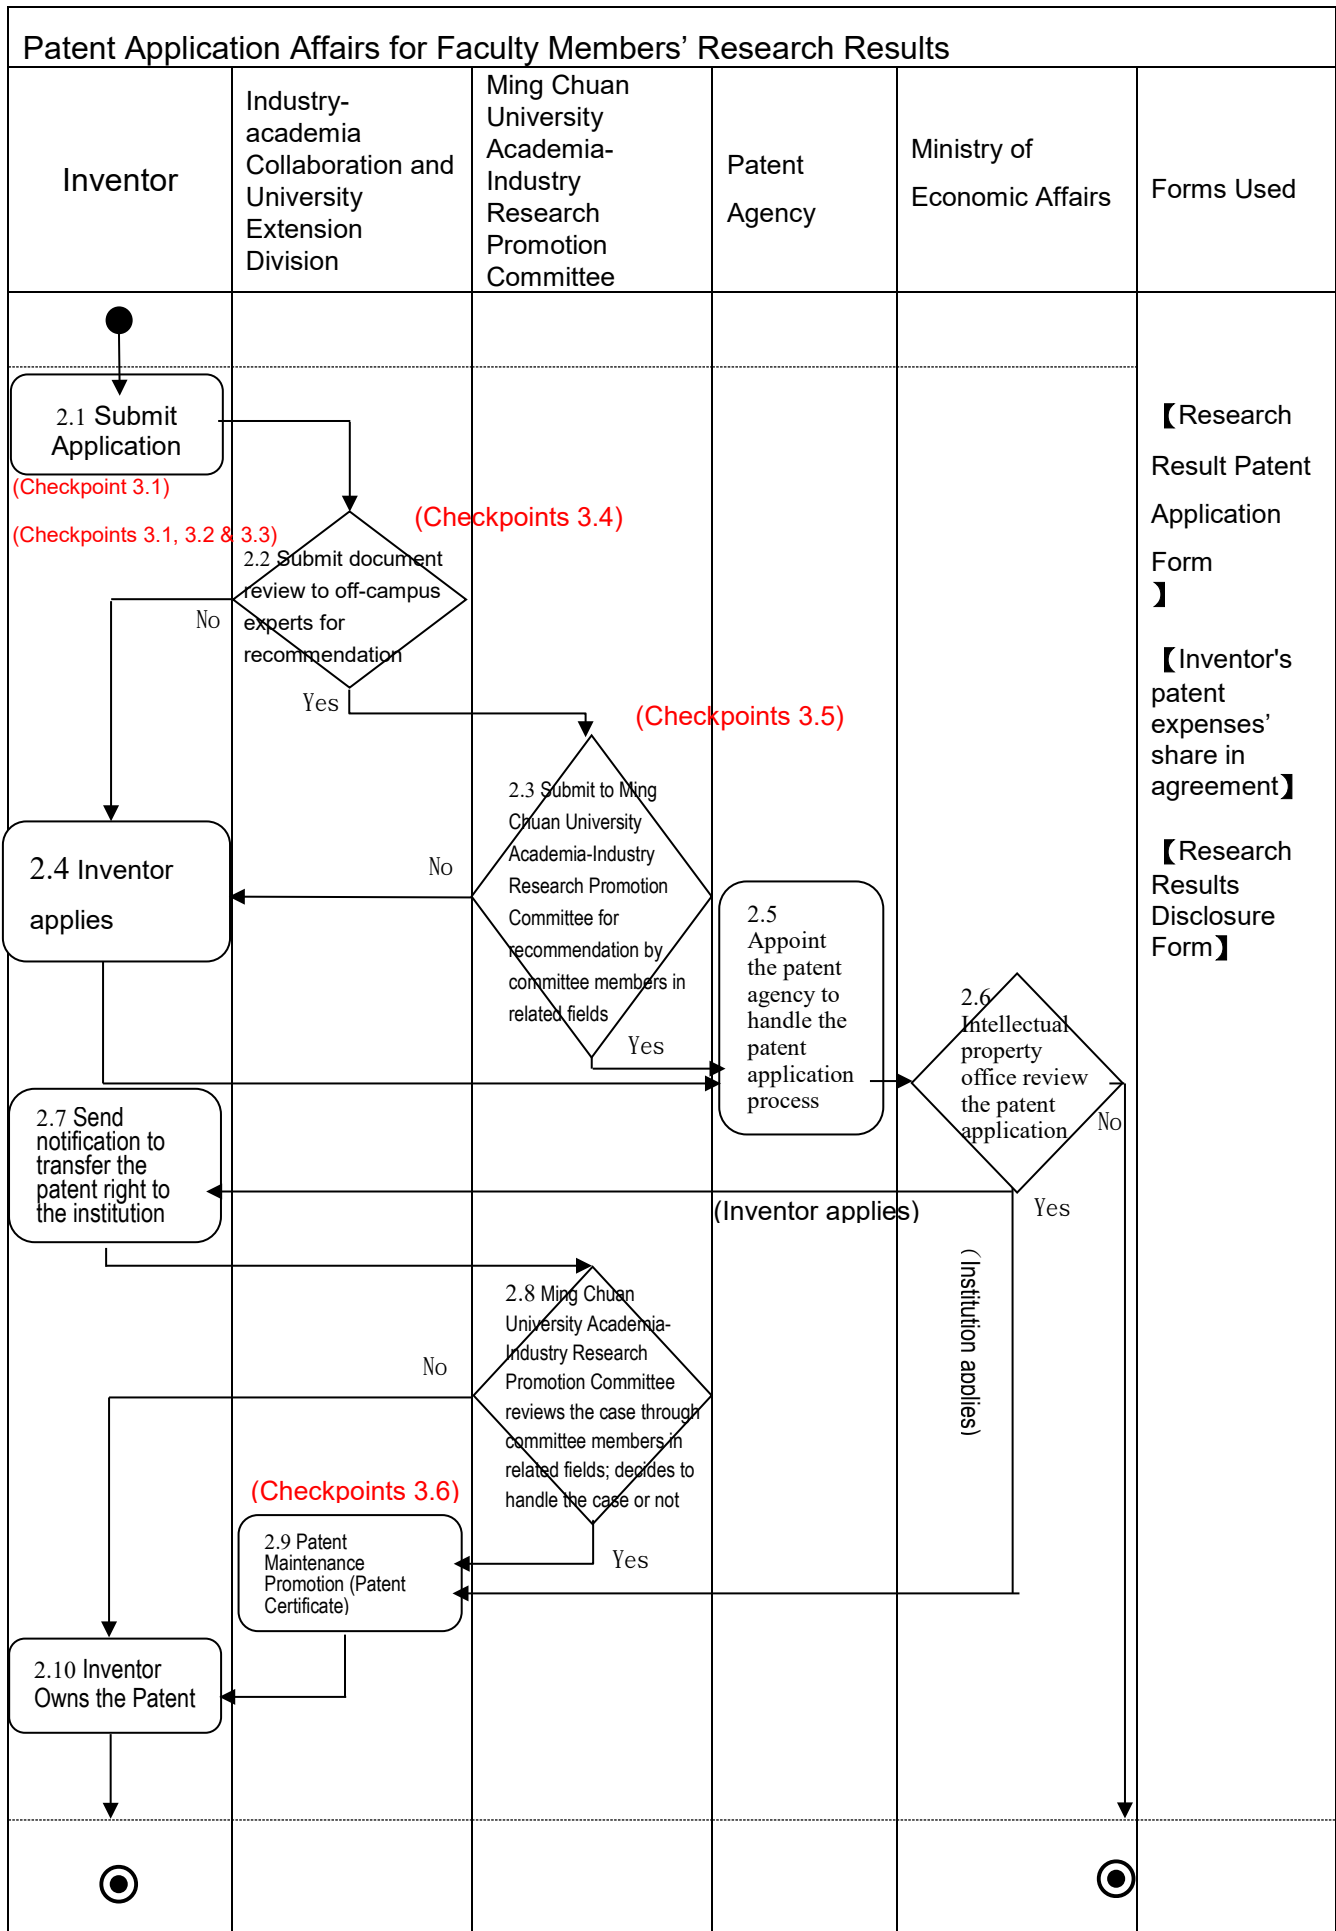 Patent Application Affairs for Faculty Members’ Research Results
Inventor
Industry-
academia
Collaboration and
University
Extension
Division
Ming Chuan
University
Academia-
Industry
Research
Promotion
Committee
Patent
Agency
Ministry of
Economic Affairs
Forms Used
2.1 Submit
Application
(Checkpoint 3.1)
(Checkpoints 3.1, 3.2 & 3.3)
(Checkpoints 3.4)
2.2 Submit document
review to off-campus
experts for
recommendation
No
Yes
(Checkpoints 3.5)
2.3 Submit to Ming
Chuan University
Academia-Industry
Research Promotion
Committee for
recommendation by
committee members in
related fields
No
Yes
2.4 Inventor
applies
2.5
Appoint
the patent
agency to
handle the
patent
application
process
2.6
Intellectual
property
office review
the patent
application
No
Yes
2.7 Send
notification to
transfer the
patent right to
the institution
(Inventor applies)
(Institution applies)
2.8 Ming Chuan
University Academia-
Industry Research
Promotion Committee
reviews the case through
committee members in
related fields; decides to
handle the case or not
No
Yes
(Checkpoints 3.6)
2.9 Patent
Maintenance
Promotion (Patent
Certificate)
2.10 Inventor
Owns the Patent
【Research
Result Patent
Application
Form
】
【Inventor's
patent
expenses’
share in
agreement】
【Research
Results
Disclosure
Form】